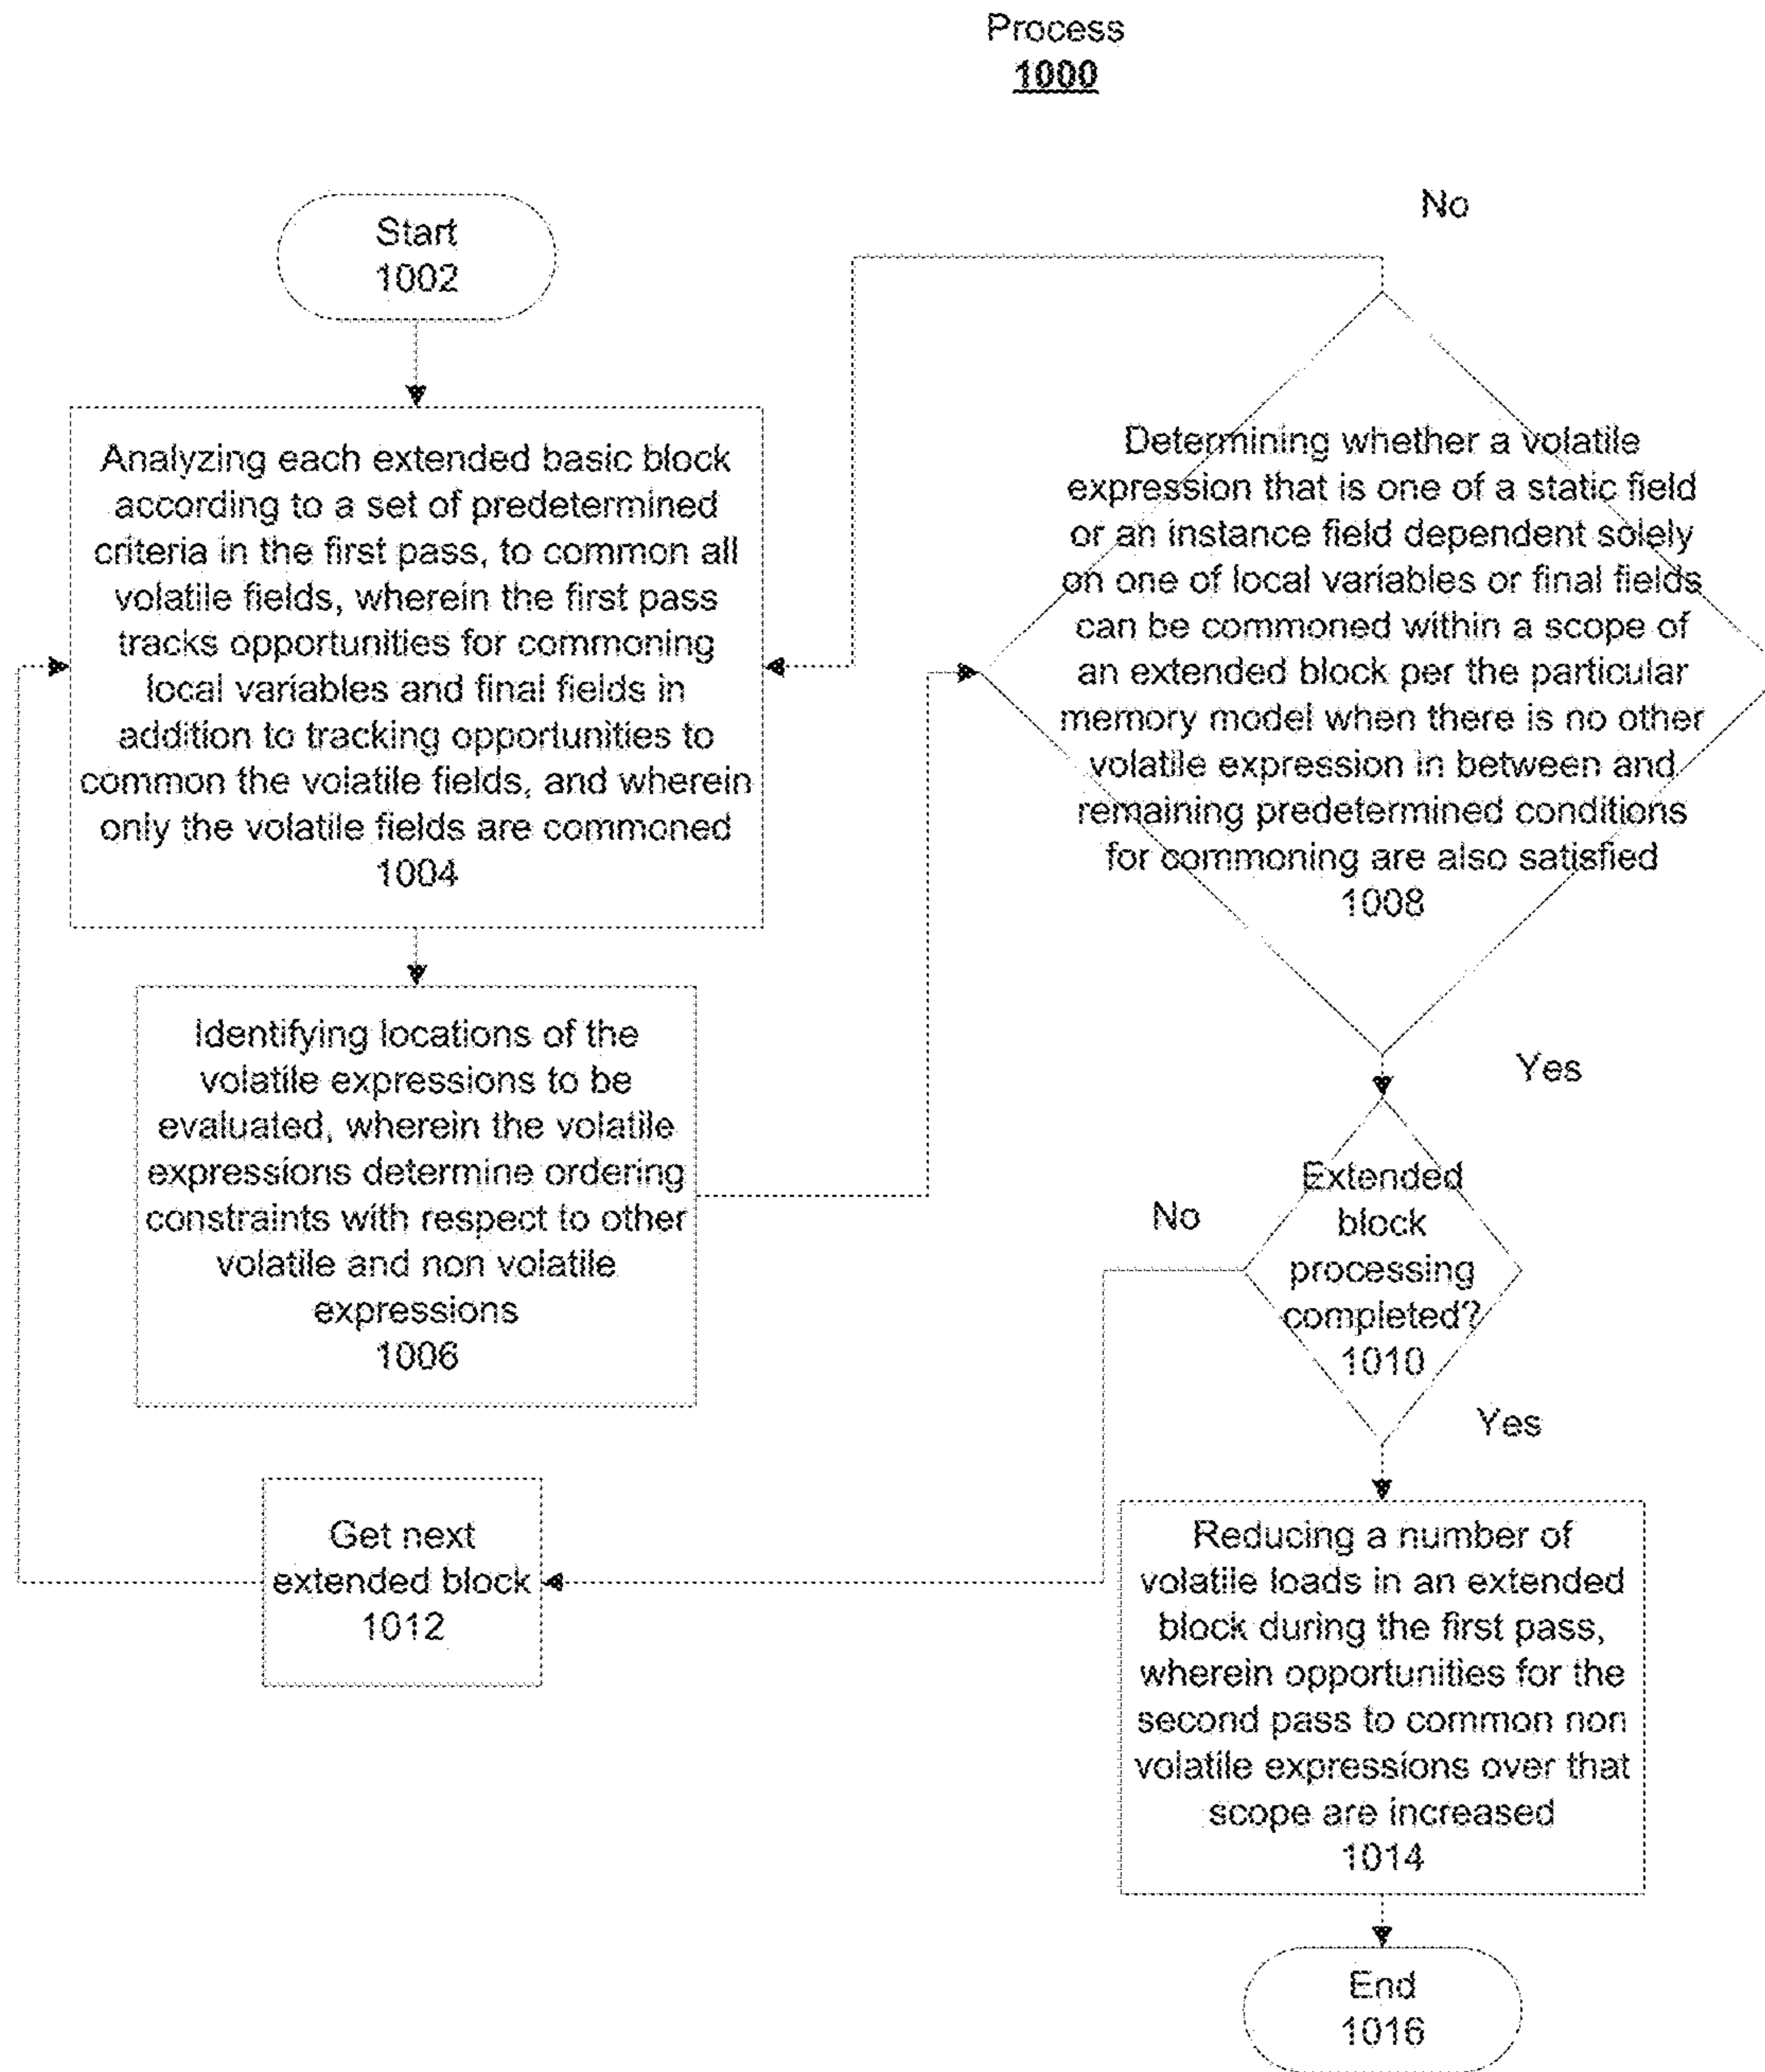 Process
1000
Start
1002
Analyzing each extended basic block
according to a set of predetermined
criteria in the first pass, to common all
volatile fields, wherein the first pass
tracks opportunities for commoning
local variables and final fields in
addition to tracking opportunities to
common the volatile fields, and wherein
only the volatile fields are commoned
1004
Identifying locations of the
volatile expressions to be
evaluated, wherein the volatile
expressions determine ordering
constraints with respect to other
volatile and non volatile
expressions
1006
No
Determining whether a volatile
expression that is one of a static field
or an instance field dependent solely
on one of local variables or final fields
can be commoned within a scope of
an extended block per the particular
memory model when there is no other
volatile expression in between and
remaining predetermined conditions
for commoning are also satisfied
1008
Yes
Extended
block
processing
completed?
1010
No
Yes
Get next
extended block
1012
Reducing a number of
volatile loads in an extended
block during the first pass,
wherein opportunities for the
second pass to common non
volatile expressions over that
scope are increased
1014
End
1016